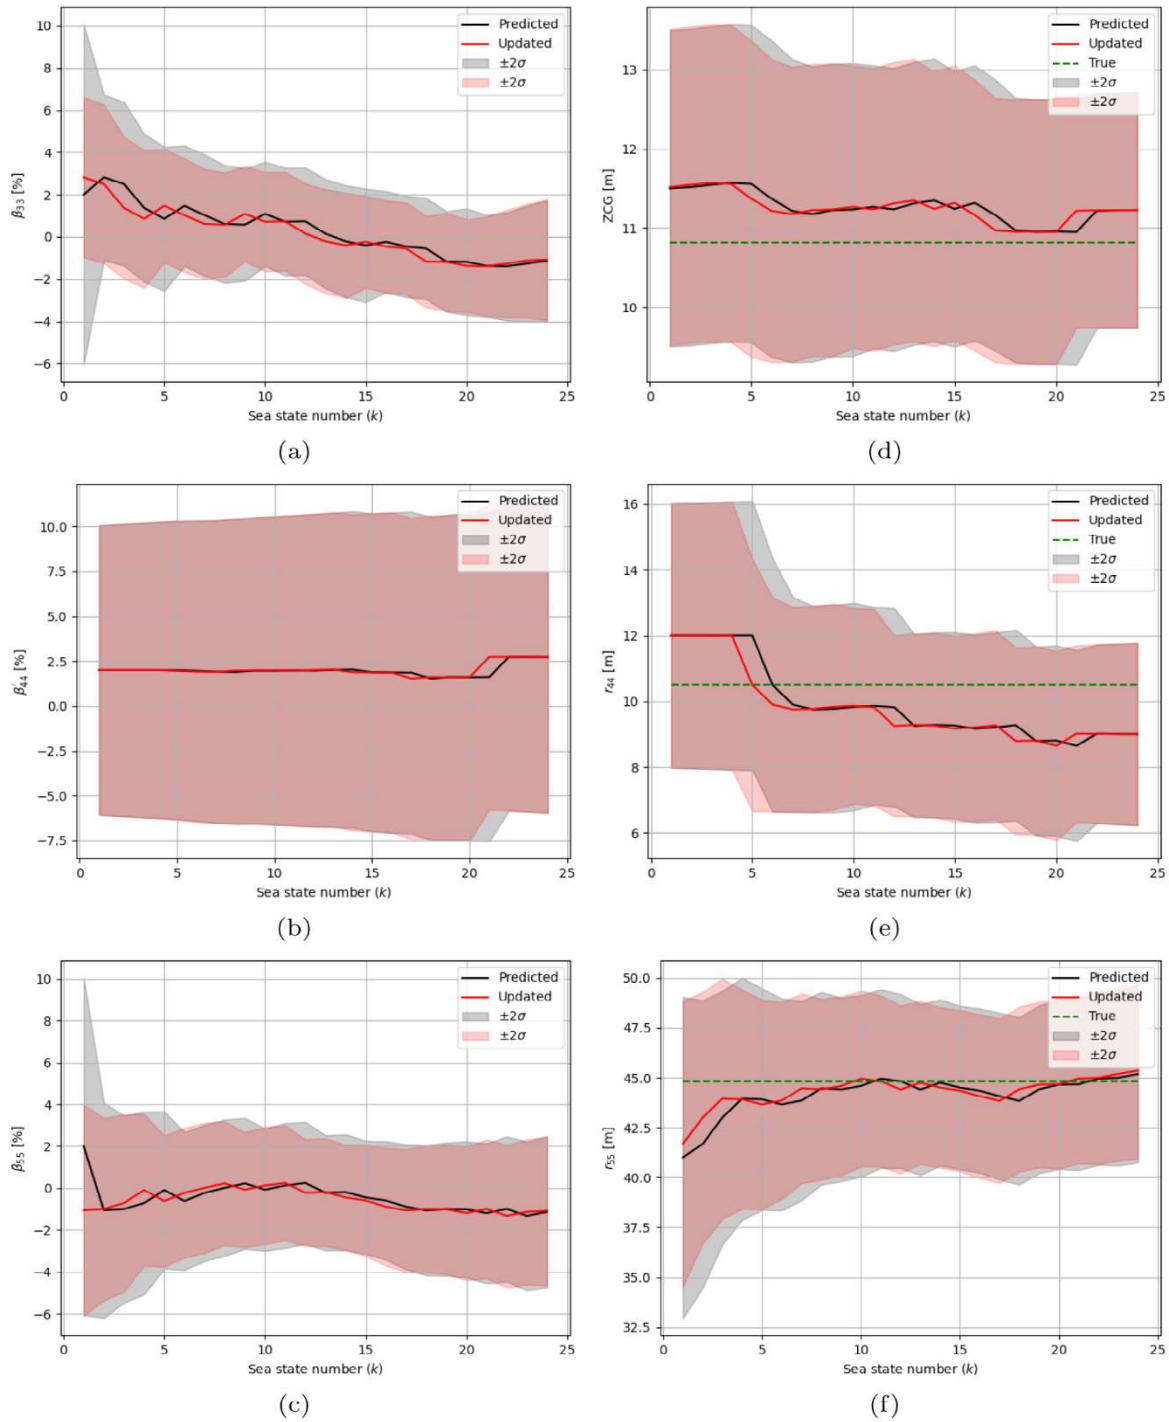 10
8
6
4
2
0
−2
−4
−6
β33 [%]
Predicted
Updated
±2σ
±2σ
0 5 10 15 20 25
Sea state number (k)
(a)
13
12
11
10
ZCG [m]
Predicted
Updated
True
±2σ
±2σ
0 5 10 15 20 25
Sea state number (k)
(d)
10.0
7.5
5.0
2.5
0.0
−2.5
−5.0
−7.5
β′44 [%]
Predicted
Updated
±2σ
±2σ
0 5 10 15 20 25
Sea state number (k)
(b)
16
14
12
10
8
6
r44 [m]
Predicted
Updated
True
±2σ
±2σ
0 5 10 15 20 25
Sea state number (k)
(e)
10
8
6
4
2
0
−2
−4
−6
β55 [%]
Predicted
Updated
±2σ
±2σ
0 5 10 15 20 25
Sea state number (k)
(c)
50.0
47.5
45.0
42.5
40.0
37.5
35.0
32.5
r55 [m]
Predicted
Updated
True
±2σ
±2σ
0 5 10 15 20 25
Sea state number (k)
(f)